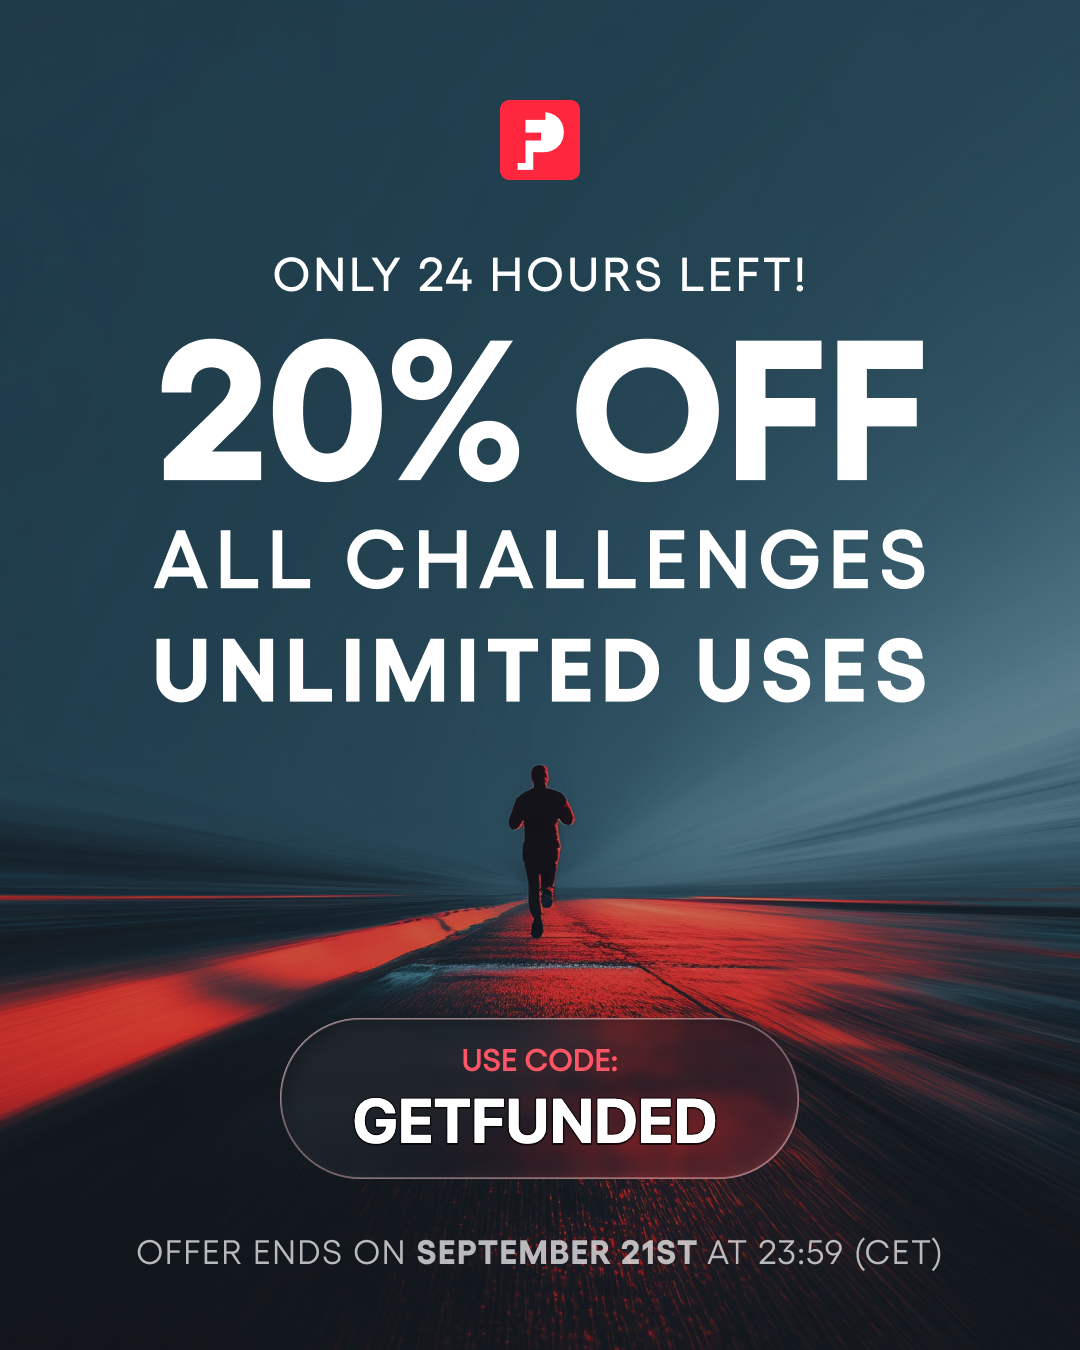 ONLY 24 HOURS LEFT!
20% OFF
ALL CHALLENGES
UNLIMITED USES
USE CODE:
GETFUNDED
OFFER ENDS ON SEPTEMBER 21ST AT 23:59 (CET)